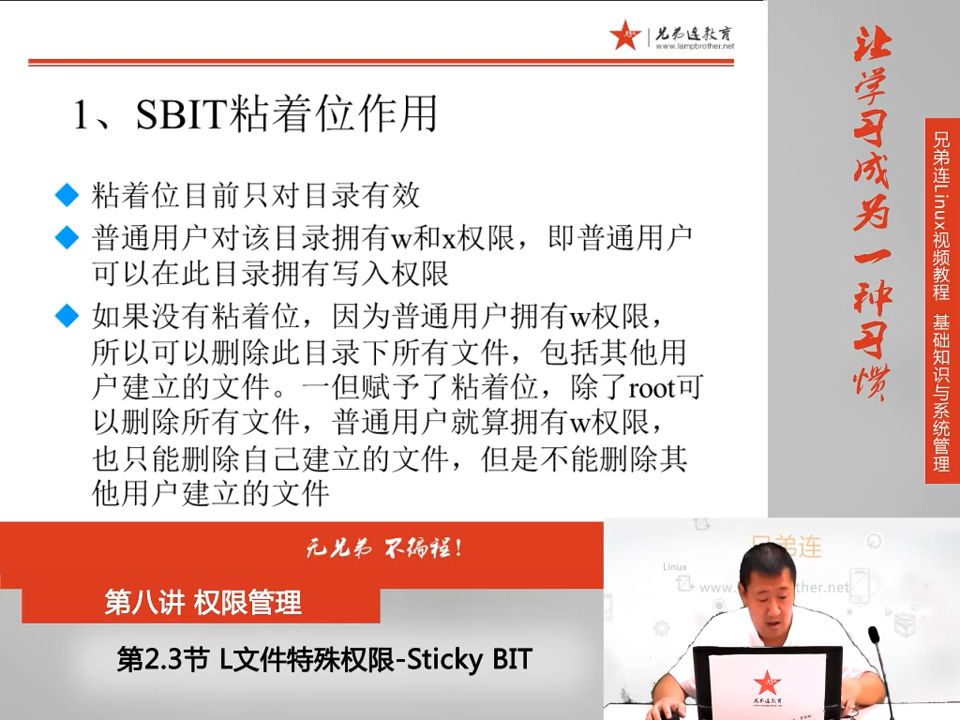 兄弟连教育
www.lampbrother.net
1、SBIT粘着位作用
粘着位目前只对目录有效
普通用户对该目录拥有w和x权限，即普通用户
可以在此目录拥有写入权限
如果没有粘着位，因为普通用户拥有w权限，
所以可以删除此目录下所有文件，包括其他用
户建立的文件。一但赋予了粘着位，除了root可
以删除所有文件，普通用户就算拥有w权限，
也只能删除自己建立的文件，但是不能删除其
他用户建立的文件
让学习成为一种习惯
兄弟连Linux视频教程 基础知识与系统管理
无兄弟 不编程！
第八讲 权限管理
第2.3节 L文件特殊权限-Sticky BIT
兄弟连
Linux
兄弟连教育